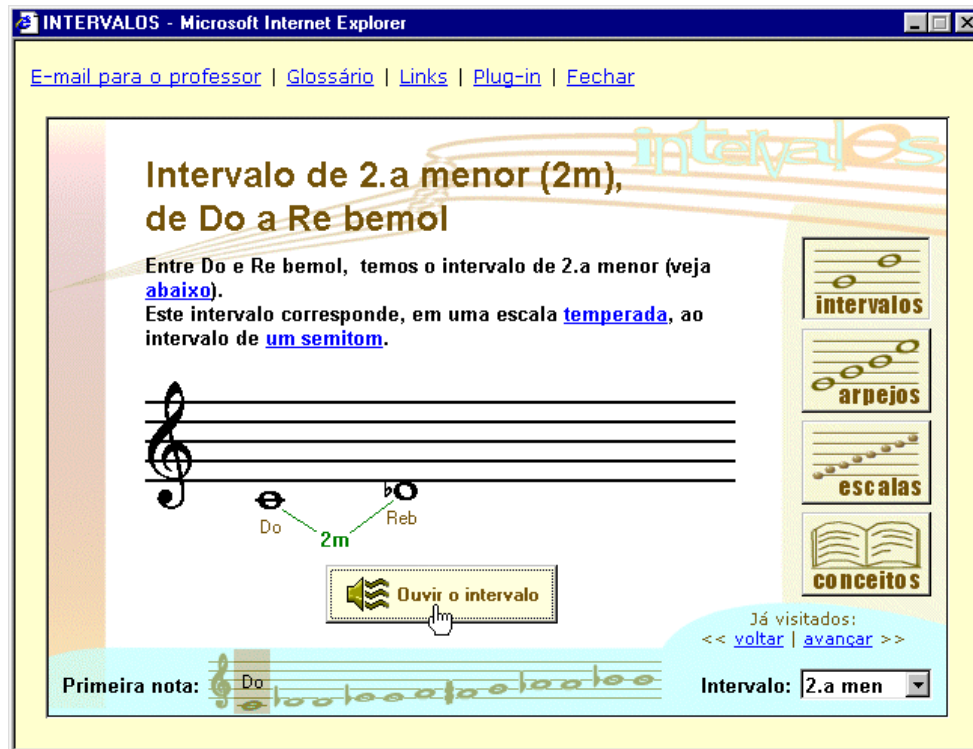 INTERVALOS - Microsoft Internet Explorer
E-mail para o professor | Glossário | Links | Plug-in | Fechar
intervalos
Intervalo de 2.a menor (2m),
de Do a Re bemol
Entre Do e Re bemol, temos o intervalo de 2.a menor (veja
abaixo).
Este intervalo corresponde, em uma escala temperada, ao
intervalo de um semitom.
intervalos
arpejos
escalas
conceitos
Do
Reb
2m
Ouvir o intervalo
Já visitados:
<< voltar | avançar >>
Primeira nota:
Do
Intervalo: 2.a men